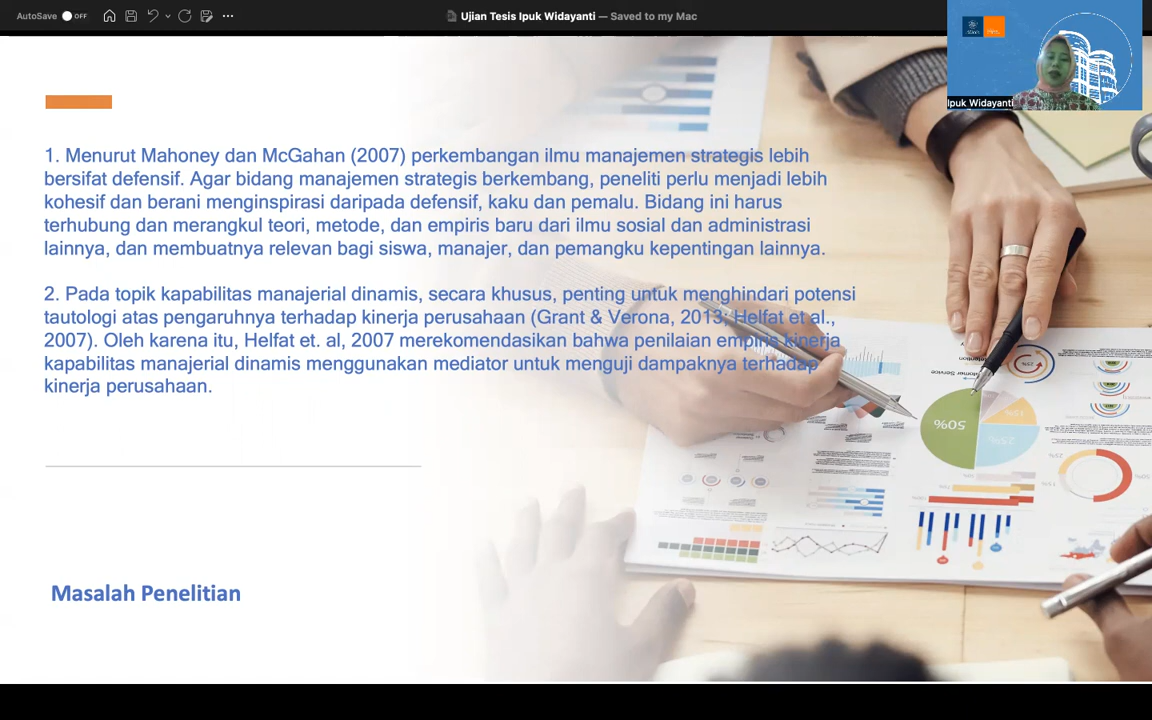 AutoSave OFF
Ujian Tesis Ipuk Widayanti — Saved to my Mac
Ipuk Widayanti
1. Menurut Mahoney dan McGahan (2007) perkembangan ilmu manajemen strategis lebih
bersifat defensif. Agar bidang manajemen strategis berkembang, peneliti perlu menjadi lebih
kohesif dan berani menginspirasi daripada defensif, kaku dan pemalu. Bidang ini harus
terhubung dan merangkul teori, metode, dan empiris baru dari ilmu sosial dan administrasi
lainnya, dan membuatnya relevan bagi siswa, manajer, dan pemangku kepentingan lainnya.
2. Pada topik kapabilitas manajerial dinamis, secara khusus, penting untuk menghindari potensi
tautologi atas pengaruhnya terhadap kinerja perusahaan (Grant & Verona, 2013; Helfat et al.,
2007). Oleh karena itu, Helfat et. al, 2007 merekomendasikan bahwa penilaian empiris kinerja
kapabilitas manajerial dinamis menggunakan mediator untuk menguji dampaknya terhadap
kinerja perusahaan.
50%
25%
15%
Masalah Penelitian